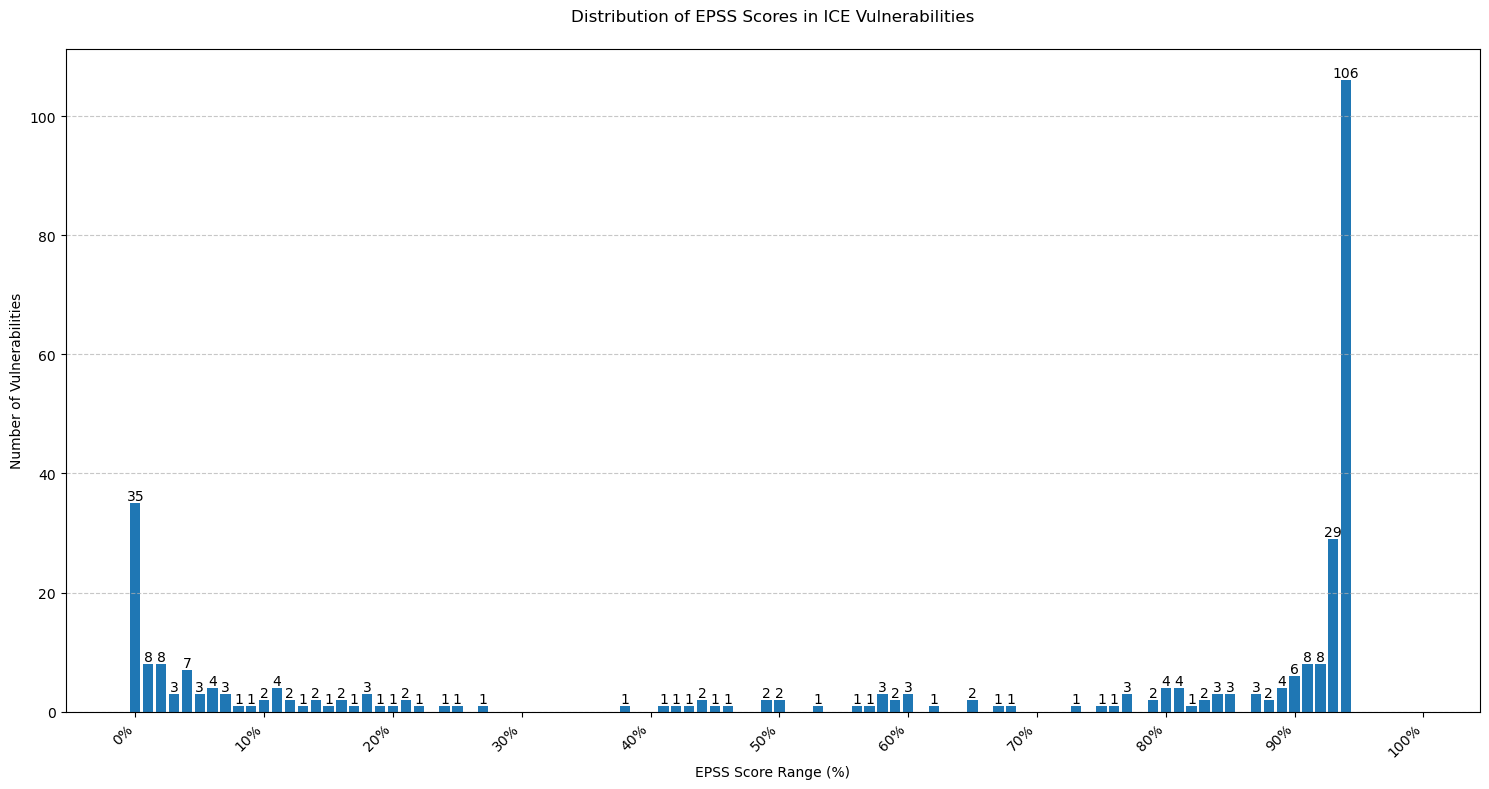 Distribution of EPSS Scores in ICE Vulnerabilities
Number of Vulnerabilities
100
80
60
40
20
0
35 8 8 3 7 3 4 3 1 1 2 4 2 1 2 1 2 1 3 1 1 2 1 1 1 1 1 1 1 1 2 1 1 2 2 1 1 1 3 2 3 1 2 1 1 1 1 1 3 2 4 4 1 2 3 3 3 2 4 6 8 8 29 106
0% 10% 20% 30% 40% 50% 60% 70% 80% 90% 100%
EPSS Score Range (%)